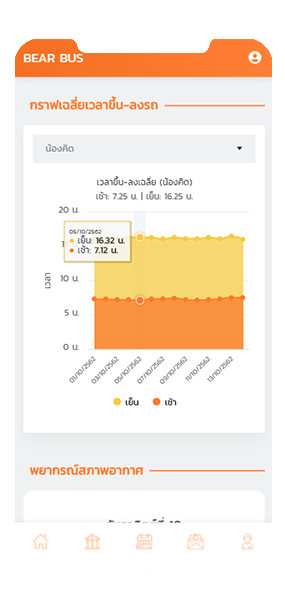 BEAR BUS
กราฟเฉลี่ยเวลาขึ้น-ลงรถ
น้องคิด
เวลาขึ้น-ลงเฉลี่ย (น้องคิด)
เช้า: 7.25 น. | เย็น: 16.25 น.
20 น.
05/10/2562
เย็น: 16.32 น.
เช้า: 7.12 น.
10 น.
5 น.
0 น.
เวลา
01/10/2562
03/10/2562
05/10/2562
07/10/2562
09/10/2562
11/10/2562
13/10/2562
เย็น
เช้า
พยากรณ์สภาพอากาศ